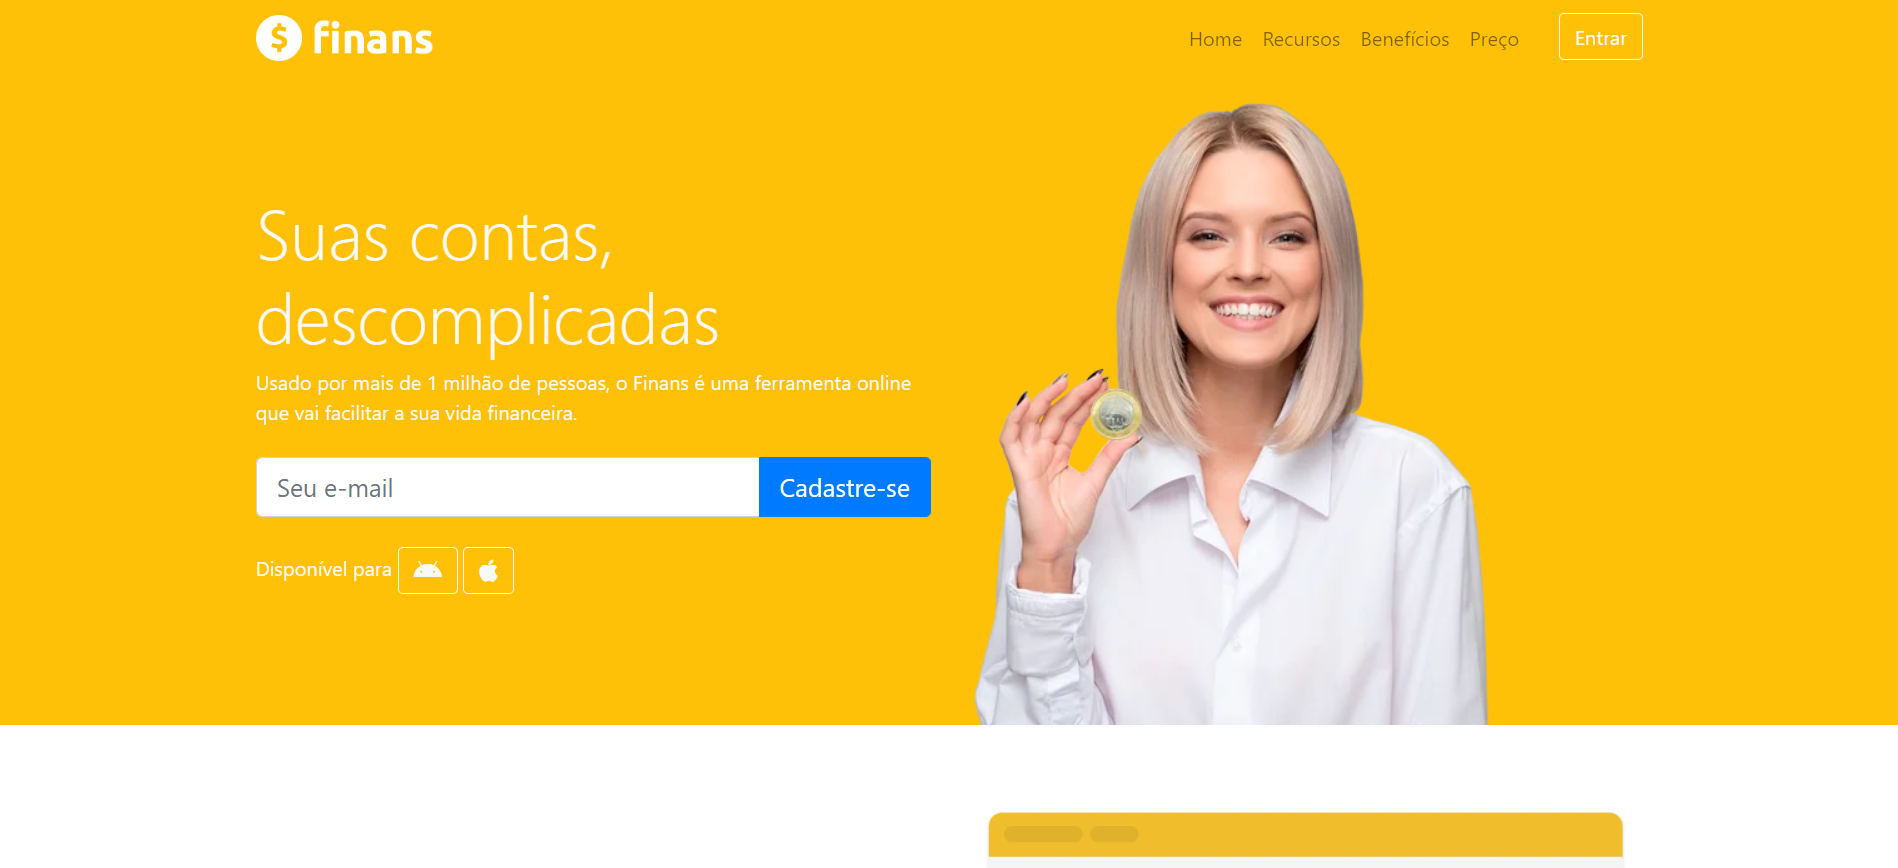 finans
Home Recursos Benefícios Preço Entrar
Suas contas,
descomplicadas
Usado por mais de 1 milhão de pessoas, o Finans é uma ferramenta online
que vai facilitar a sua vida financeira.
Seu e-mail Cadastre-se
Disponível para